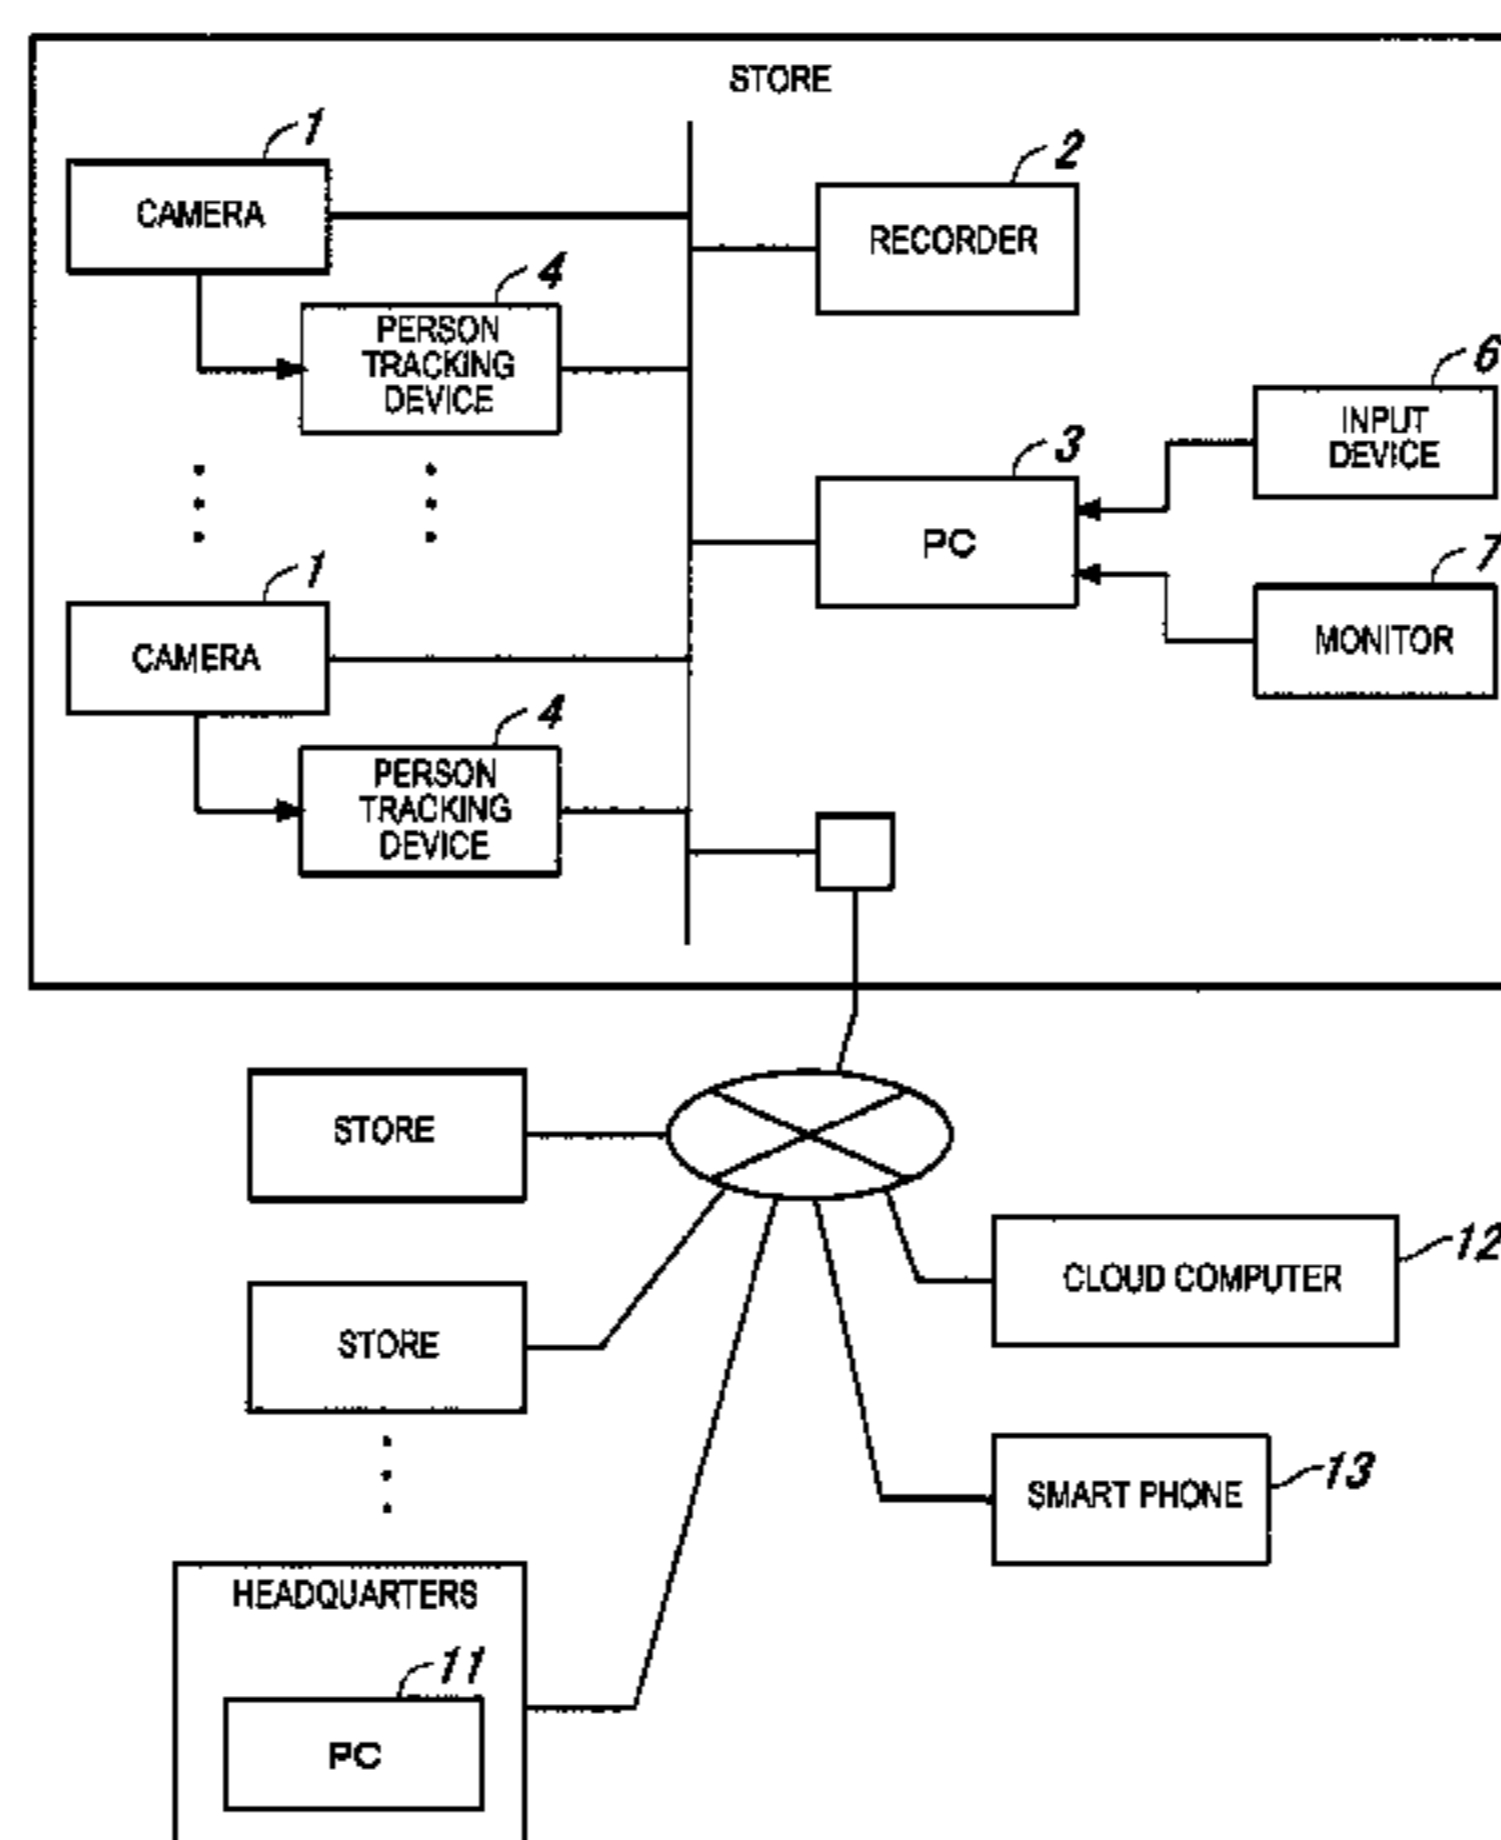 STORE
1
CAMERA
2
RECORDER
4
PERSON
TRACKING
DEVICE
6
INPUT
DEVICE
3
PC
7
MONITOR
1
CAMERA
4
PERSON
TRACKING
DEVICE
STORE
12
CLOUD COMPUTER
STORE
13
SMART PHONE
HEADQUARTERS
11
PC